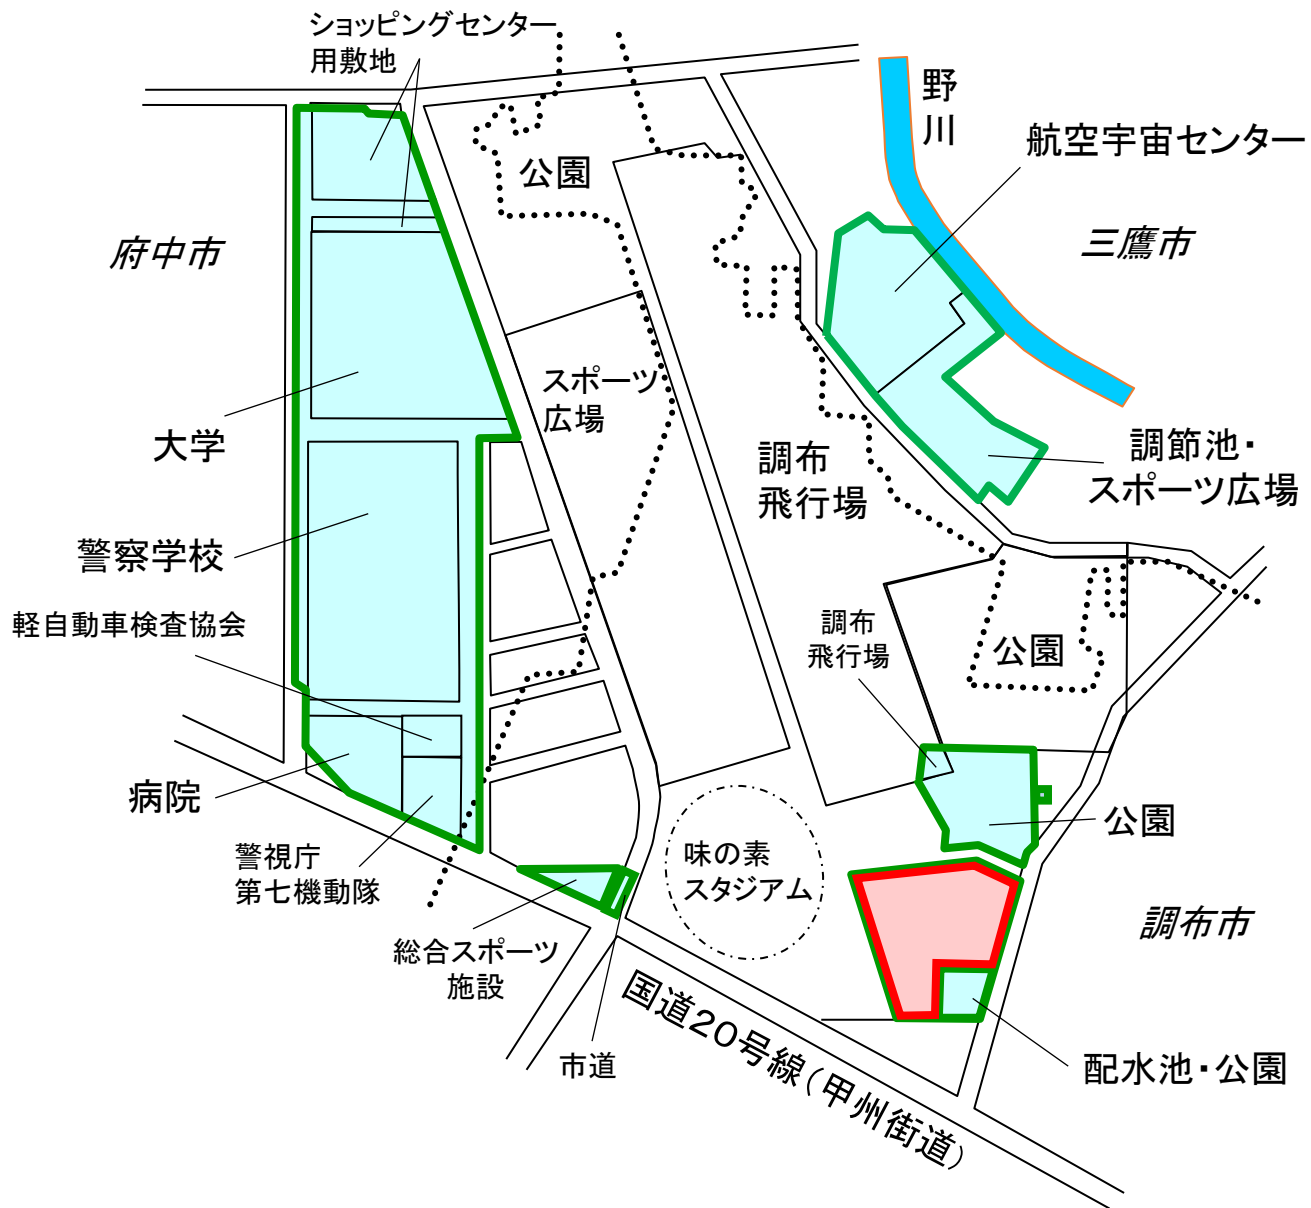 ショッピングセンター
用敷地
野
川
航空宇宙センター
公園
府中市
三鷹市
スポーツ
広場
大学
調布
飛行場
調節池・
スポーツ広場
警察学校
軽自動車検査協会
調布
飛行場
公園
病院
公園
警視庁
第七機動隊
味の素
スタジアム
総合スポーツ
施設
調布市
国道20号線(甲州街道)
市道
配水池・公園